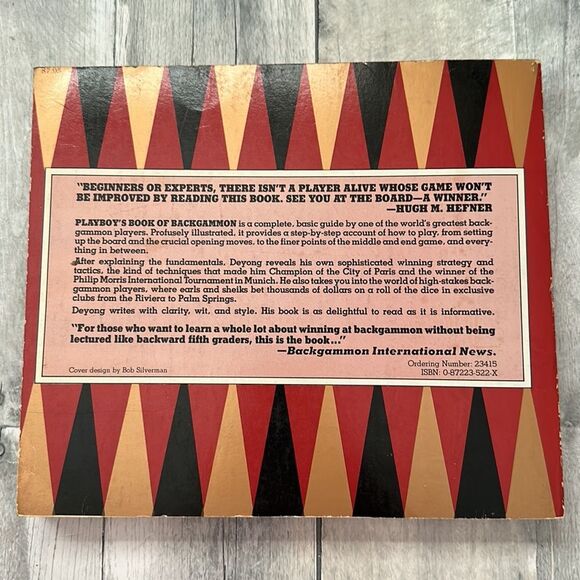 "BEGINNERS OR EXPERTS, THERE ISN'T A PLAYER ALIVE WHOSE GAME WON'T
BE IMPROVED BY READING THIS BOOK. SEE YOU AT THE BOARD—A WINNER."
—HUGH M. HEFNER
PLAYBOY'S BOOK OF BACKGAMMON is a complete, basic guide by one of the world's greatest back-
gammon players. Profusely illustrated, it provides a step-by-step account of how to play, from setting
up the board and the crucial opening moves, to the finer points of the middle and end game, and every-
thing in between.
After explaining the fundamentals, Deyong reveals his own sophisticated winning strategy and
tactics, the kind of techniques that made him Champion of the City of Paris and the winner of the
Philip Morris International Tournament in Munich. He also takes you into the world of high-stakes back-
gammon players, where earls and shelks bet thousands of dollars on a roll of the dice in exclusive
clubs from the Riviera to Palm Springs.
Deyong writes with clarity, wit, and style. His book is as delightful to read as it is informative.
"For those who want to learn a whole lot about winning at backgammon without being
lectured like backward fifth graders, this is the book..."
—Backgammon International News.
Ordering Number: 23415
Cover design by Bob Silverman
ISBN: 0-87223-522-X